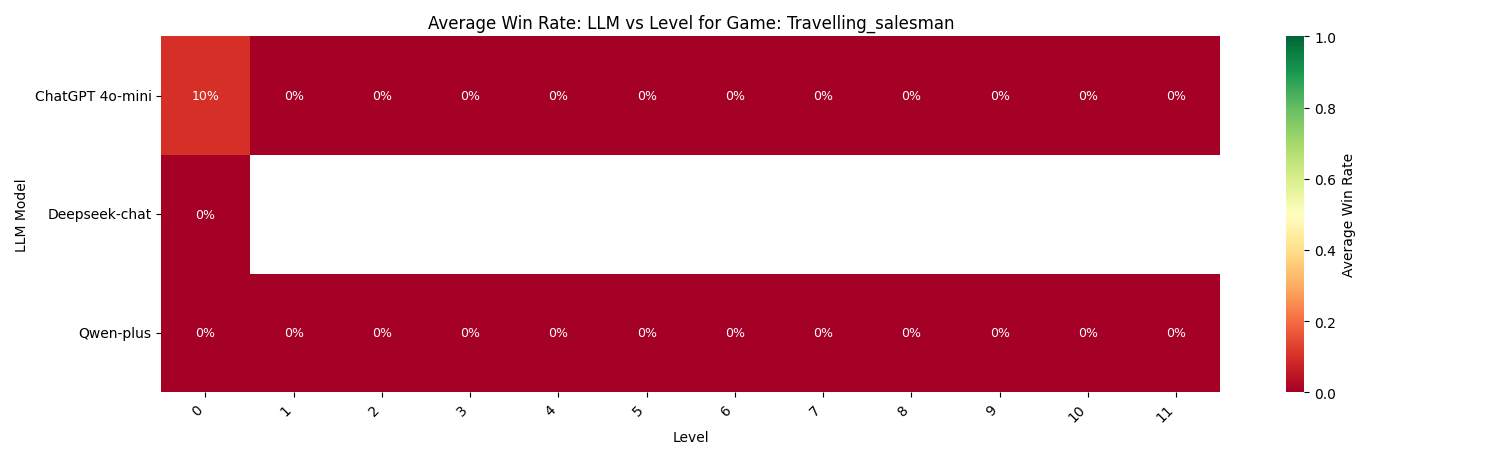 Average Win Rate: LLM vs Level for Game: Travelling_salesman
LLM Model
ChatGPT 4o-mini 10% 0% 0% 0% 0% 0% 0% 0% 0% 0% 0% 0%
Deepseek-chat 0%
Qwen-plus 0% 0% 0% 0% 0% 0% 0% 0% 0% 0% 0% 0%
0 1 2 3 4 5 6 7 8 9 10 11
Level
1.0
0.8
0.6
0.4
0.2
0.0
Average Win Rate